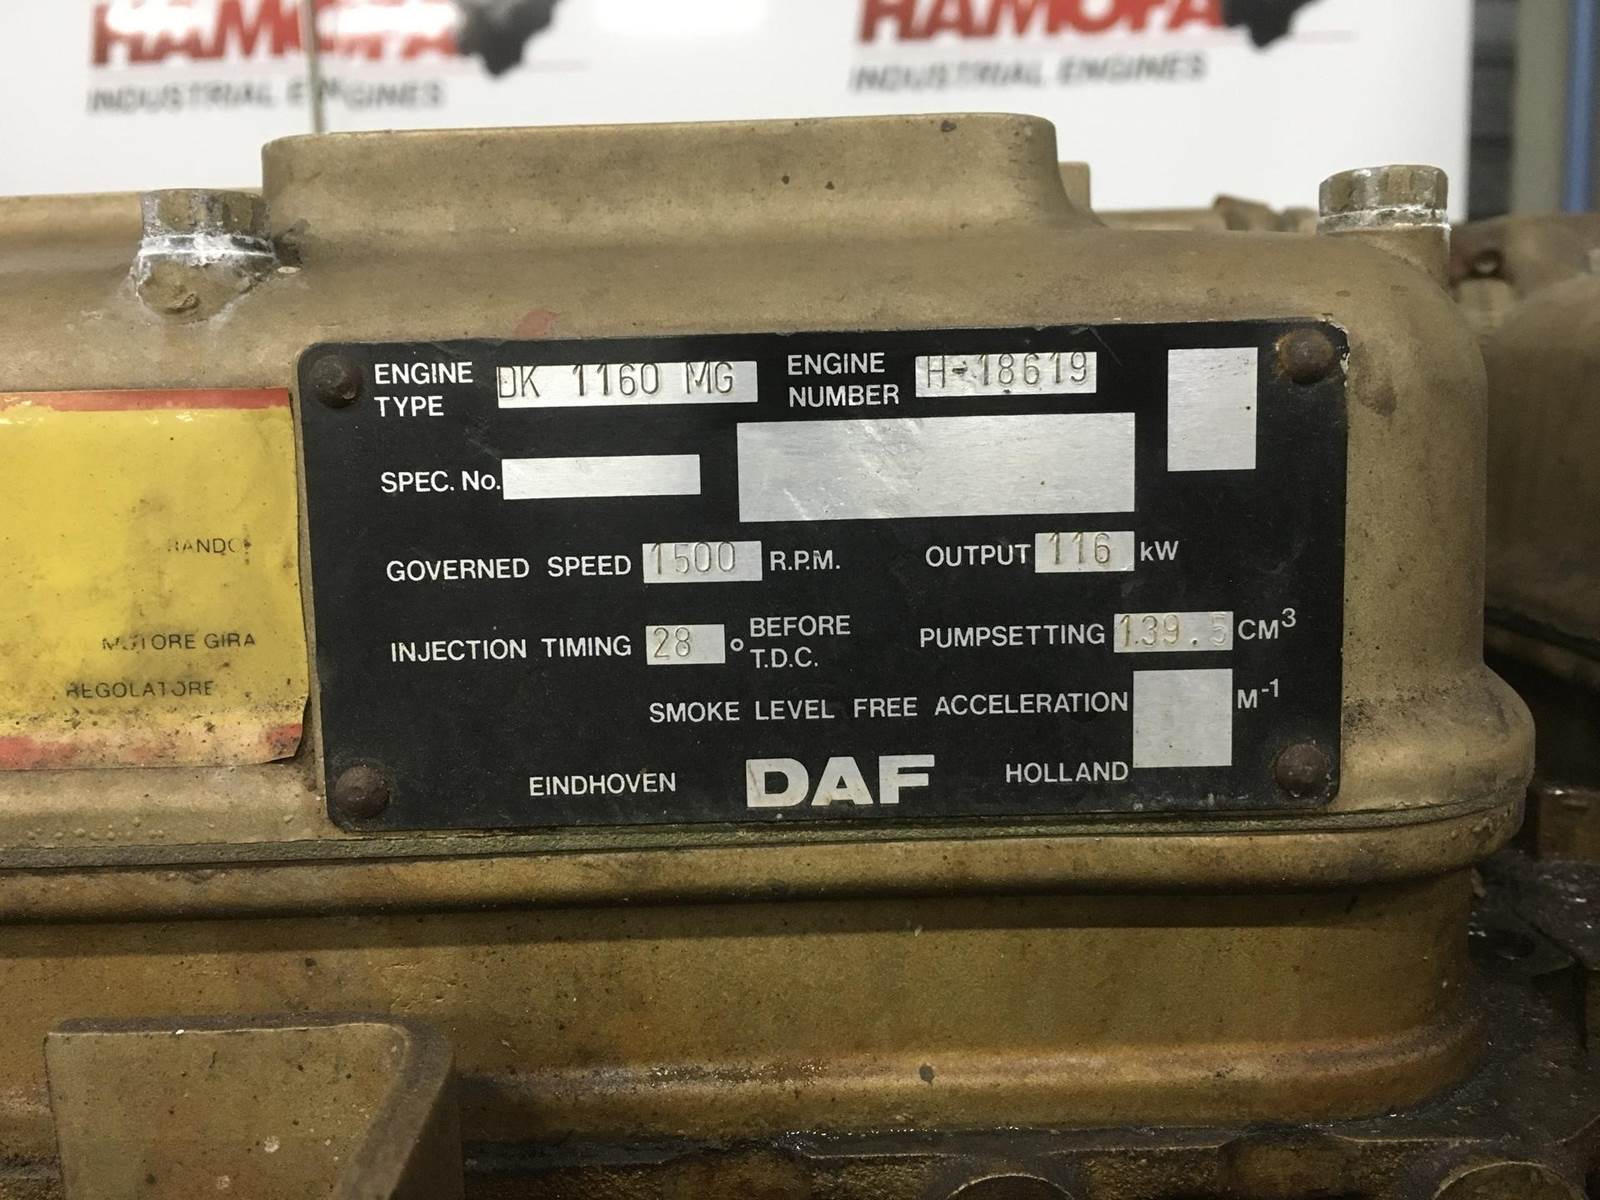 HAMOFA HAMOFA
INDUSTRIAL ENGINES INDUSTRIAL ENGINES
ENGINE TYPE DK 1160 MG ENGINE NUMBER H-18619
SPEC. No.
GOVERNED SPEED 1500 R.P.M. OUTPUT 116 kW
INJECTION TIMING 28 ° BEFORE T.D.C. PUMPSETTING 139.5 CM³
SMOKE LEVEL FREE ACCELERATION M⁻¹
EINDHOVEN DAF HOLLAND
MOTORE GIRA
REGOLATORE